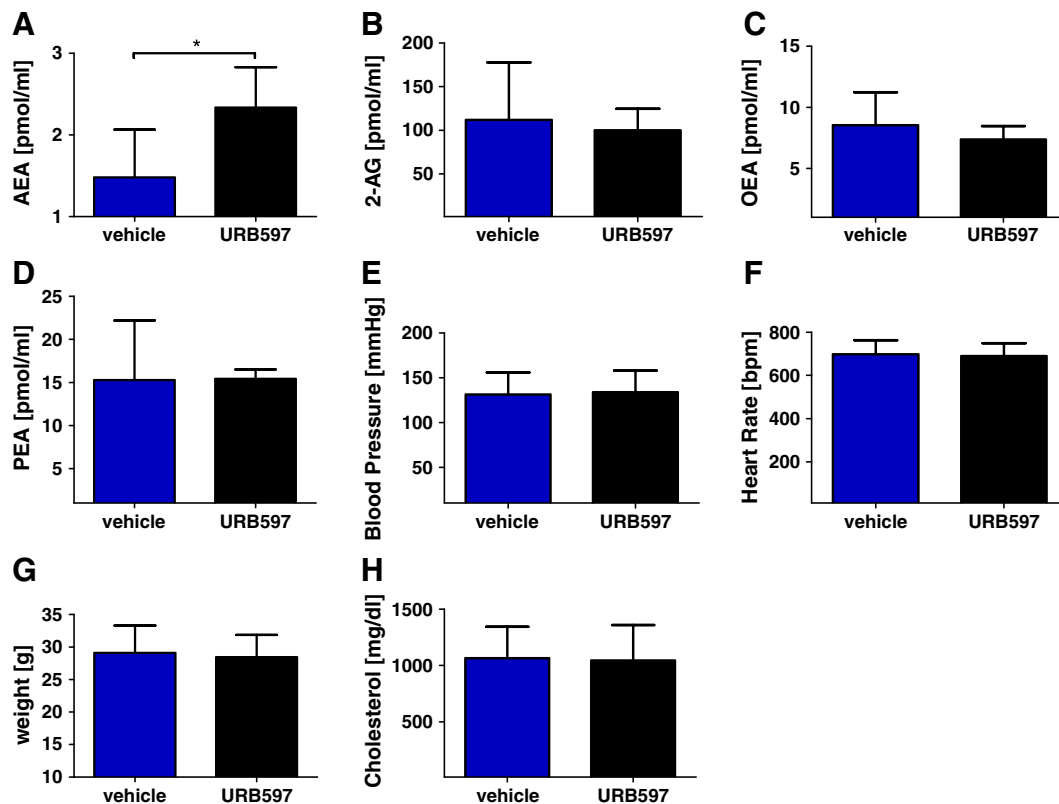 A
AEA [pmol/ml]
3
2
1
*
vehicle
URB597
B
2-AG [pmol/ml]
200
150
100
50
vehicle
URB597
C
OEA [pmol/ml]
15
10
5
vehicle
URB597
D
PEA [pmol/ml]
25
20
15
10
5
vehicle
URB597
E
Blood Pressure [mmHg]
200
150
100
50
vehicle
URB597
F
Heart Rate [bpm]
800
600
400
200
vehicle
URB597
G
weight [g]
35
30
25
20
15
10
vehicle
URB597
H
Cholesterol [mg/dl]
1500
1000
500
vehicle
URB597